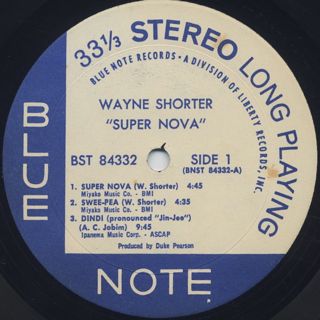 33⅓ STEREO LONG PLAYING
BLUE NOTE RECORDS • A DIVISION OF LIBERTY RECORDS, INC.
WAYNE SHORTER
"SUPER NOVA"
BST 84332 SIDE 1
(BNST 84332-A)
1. SUPER NOVA (W. Shorter) 4:45
Miyako Music Co. - BMI
2. SWEE-PEA (W. Shorter) 4:35
Miyako Music Co. - BMI
3. DINDI (pronounced "Jin-Jee")
(A. C. Jobim) 9:45
Ipanema Music Corp. - ASCAP
Produced by Duke Pearson
BLUE
NOTE